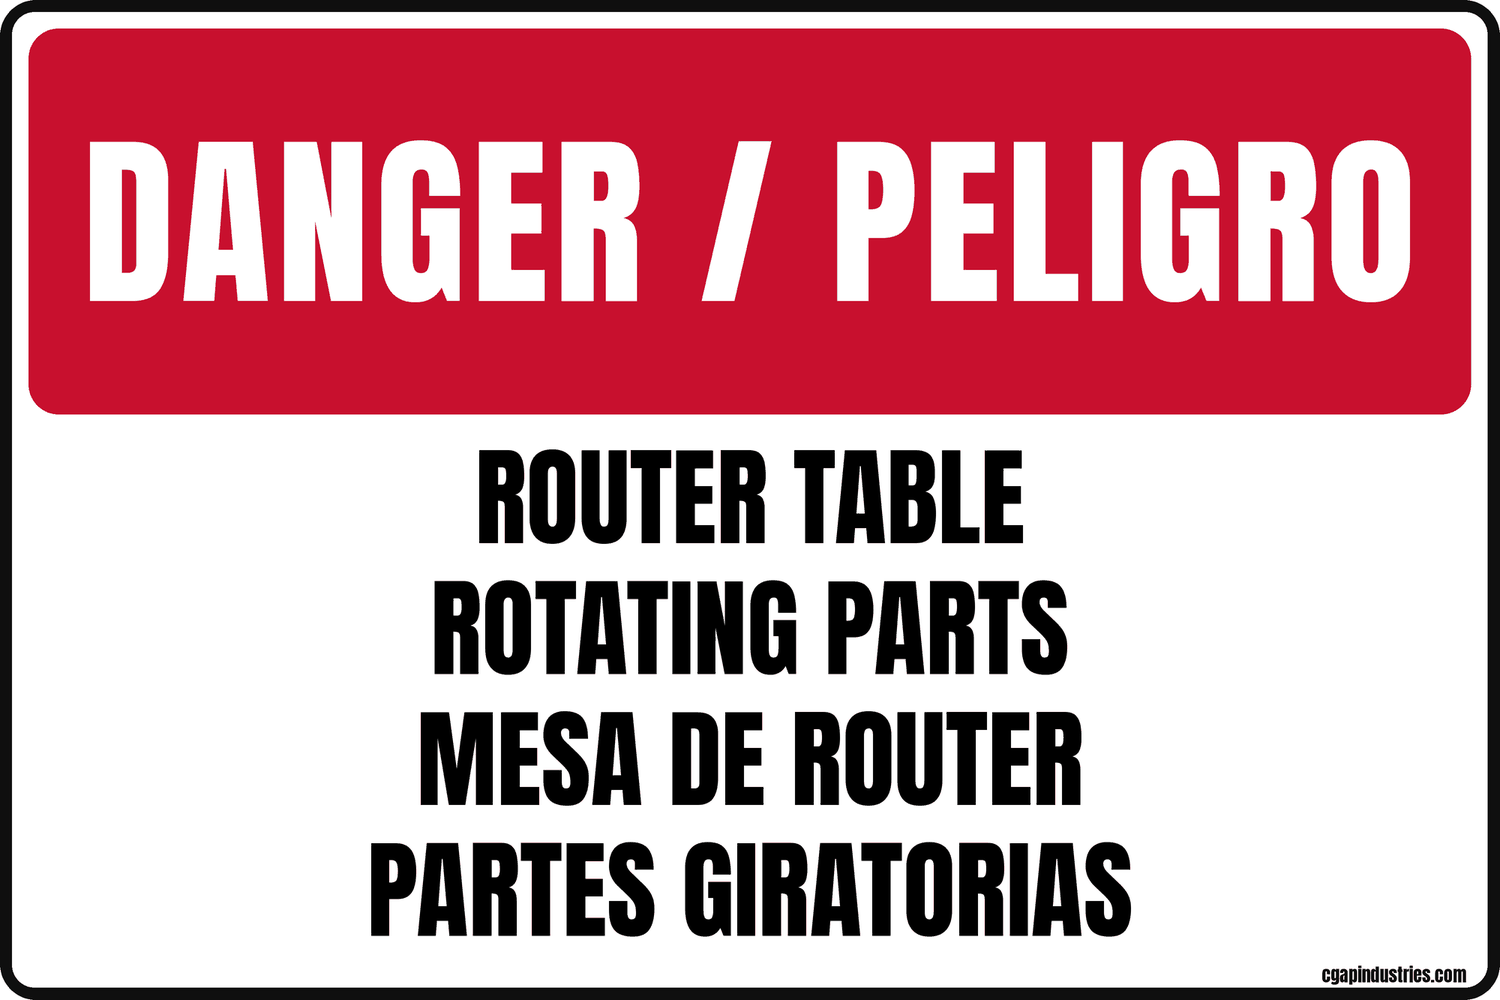 DANGER / PELIGRO
ROUTER TABLE
ROTATING PARTS
MESA DE ROUTER
PARTES GIRATORIAS
cgapindustries.com